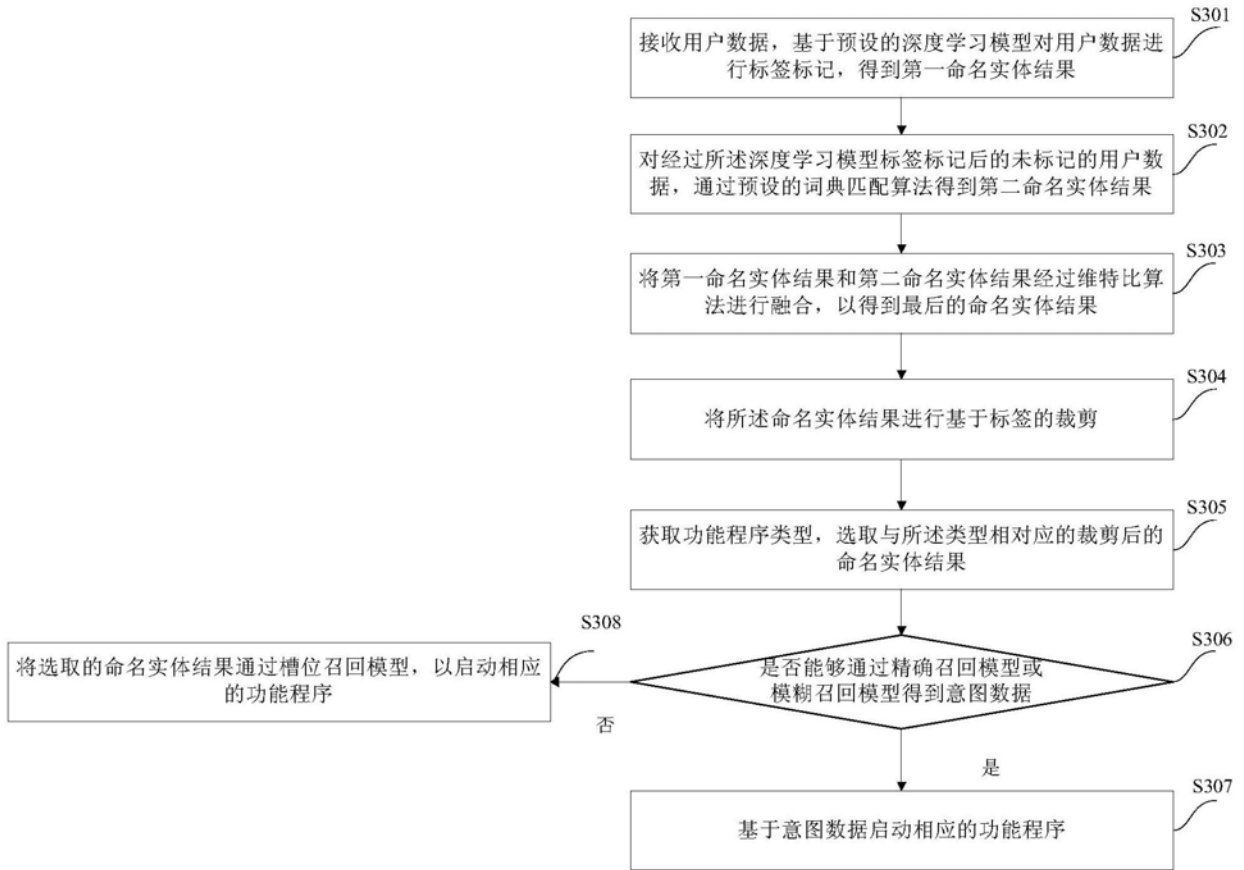 S301
接收用户数据，基于预设的深度学习模型对用户数据进
行标签标记，得到第一命名实体结果
S302
对经过所述深度学习模型标签标记后的未标记的用户数
据，通过预设的词典匹配算法得到第二命名实体结果
S303
将第一命名实体结果和第二命名实体结果经过维特比算
法进行融合，以得到最后的命名实体结果
S304
将所述命名实体结果进行基于标签的裁剪
S305
获取功能程序类型，选取与所述类型相对应的裁剪后的
命名实体结果
S306
是否能够通过精确召回模型或
模糊召回模型得到意图数据
S308
将选取的命名实体结果通过槽位召回模型，以启动相应
的功能程序
否
是
S307
基于意图数据启动相应的功能程序